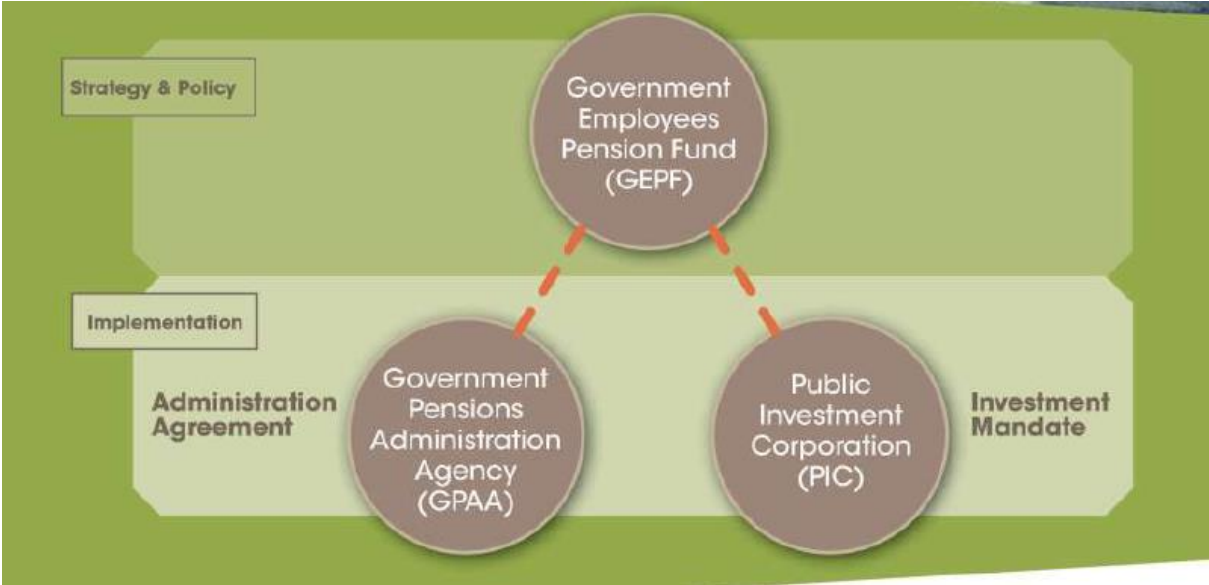 Strategy & Policy
Government
Employees
Pension Fund
(GEPF)
Implementation
Administration
Agreement
Government
Pensions
Administration
Agency
(GPAA)
Public
Investment
Corporation
(PIC)
Investment
Mandate